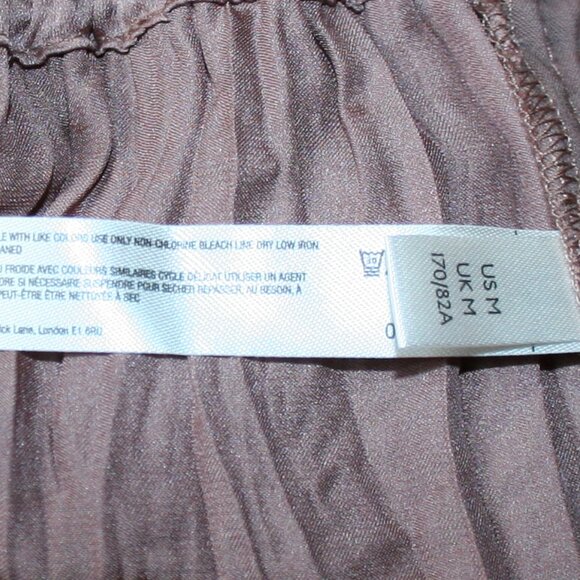 LE WITH LIKE COLORS USE ONLY NON-CHLORINE BLEACH LINE DRY LOW IRON
ANED
FROIDE AVEC COULEURS SIMILAIRES CYCLE DÉLICAT UTILISER UN AGENT
DRE SI NÉCESSAIRE SUSPENDRE POUR SÉCHER REPASSER, AU BESOIN, À
PEUT-ÊTRE ÊTRE NETTOYÉE À SEC
ick Lane, London E1 6RU
US M
UK M
170/82A